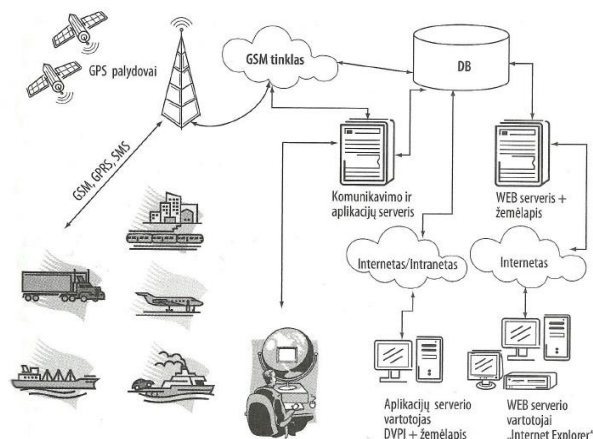 GPS palydovai
GSM tinklas
DB
GSM, GPRS, SMS
Komunikavimo ir
aplikacijų serveris
WEB serveris +
žemėlapis
Internetas/Intranetas
Internetas
Aplikacijų serverio
vartotojas
DVPI + žemėlapis
WEB serverio
vartotojai
„Internet Explorer“